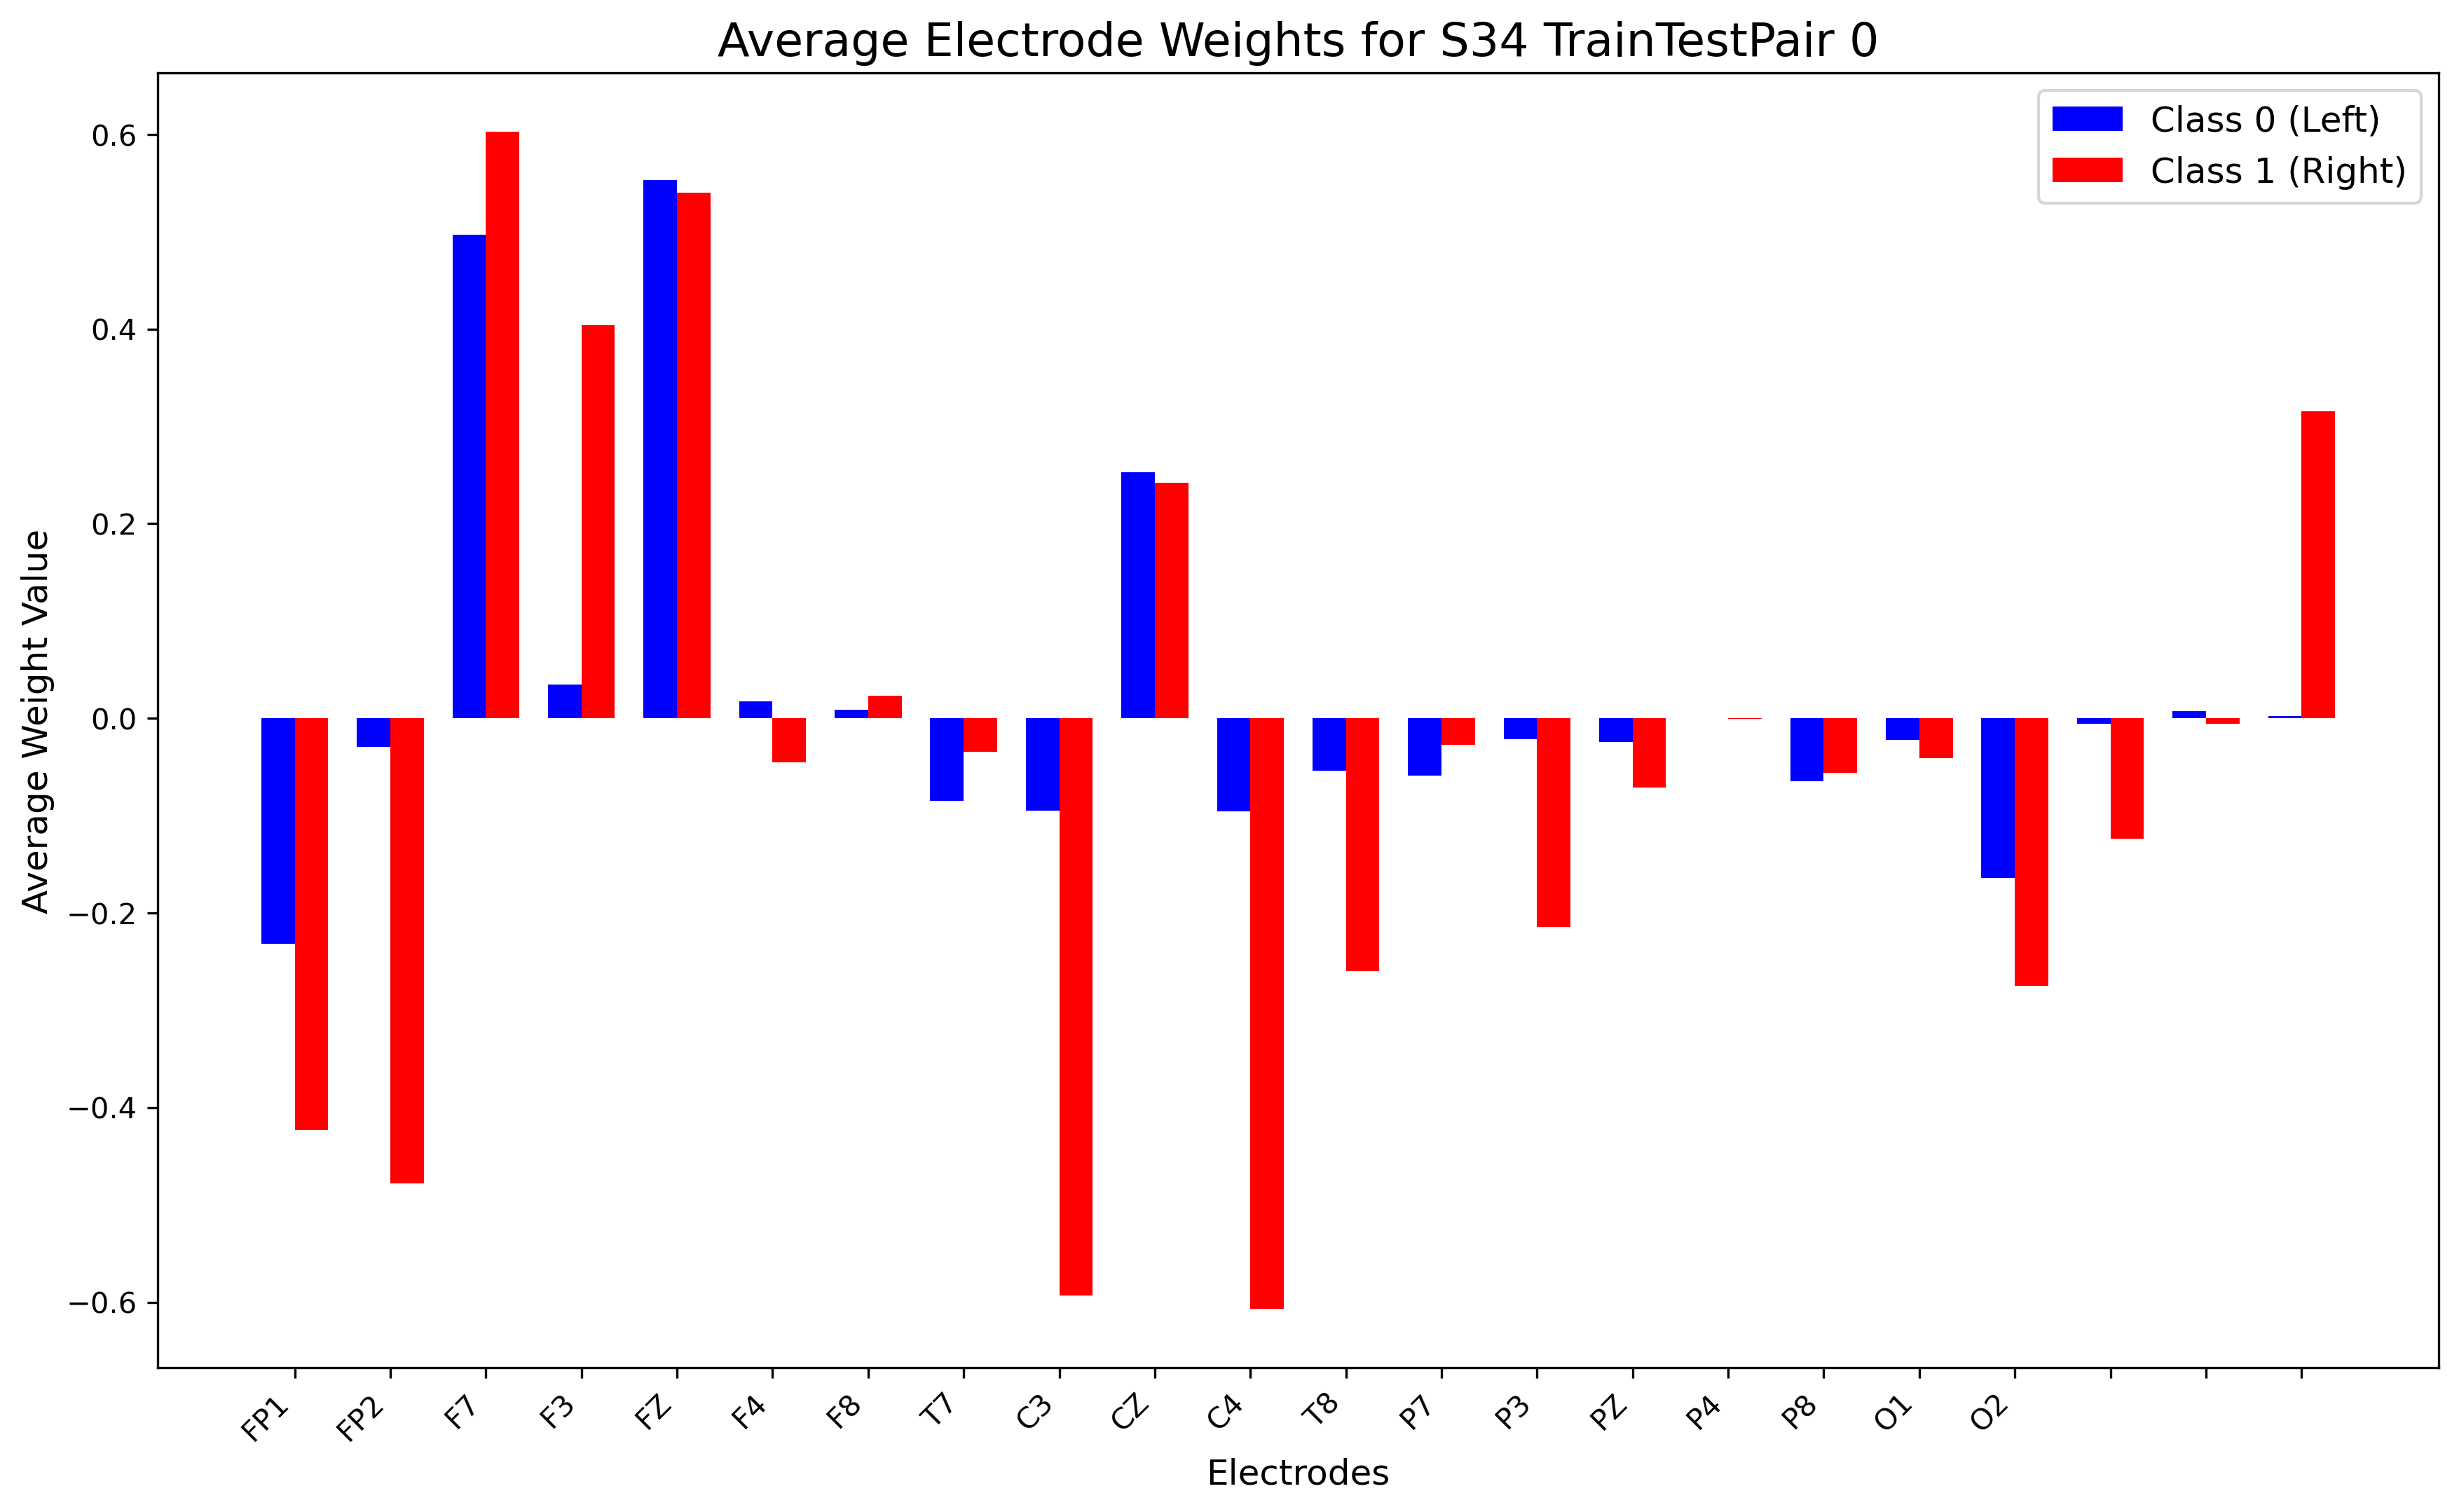 Average Electrode Weights for S34 TrainTestPair 0
Class 0 (Left)
Class 1 (Right)
Average Weight Value
0.6
0.4
0.2
0.0
−0.2
−0.4
−0.6
FP1 FP2 F7 F3 FZ F4 F8 T7 C3 CZ C4 T8 P7 P3 PZ P4 P8 O1 O2
Electrodes